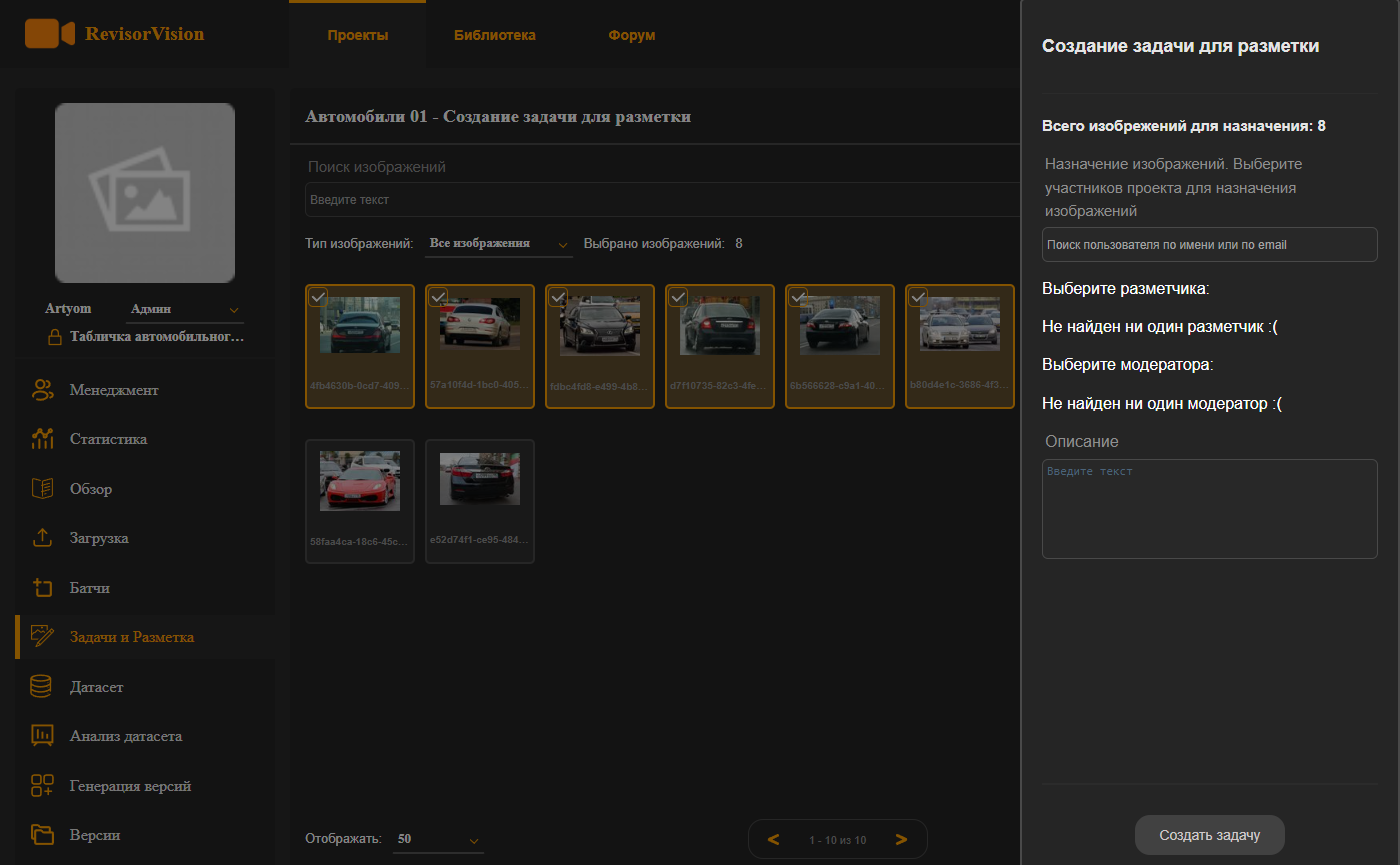 RevisorVision
Проекты
Библиотека
Форум
Artyom
Админ
Табличка автомобильног...
Менеджмент
Статистика
Обзор
Загрузка
Батчи
Задачи и Разметка
Датасет
Анализ датасета
Генерация версий
Версии
Автомобили 01 - Создание задачи для разметки
Поиск изображений
Введите текст
Тип изображений: Все изображения Выбрано изображений: 8
4fb4630b-0cd7-409...
57a10f4d-1bc0-405...
fdbc4fd8-e499-4b8...
d7f10735-82c3-4fe...
6b566628-c9a1-40...
b80d4e1c-3686-4f3...
58faa4ca-18c6-45c...
e52d74f1-ce95-484...
Отображать: 50
< 1 - 10 из 10 >
Создание задачи для разметки
Всего изобрежений для назначения: 8
Назначение изображений. Выберите
участников проекта для назначения
изображений
Поиск пользователя по имени или по email
Выберите разметчика:
Не найден ни один разметчик :(
Выберите модератора:
Не найден ни один модератор :(
Описание
Введите текст
Создать задачу